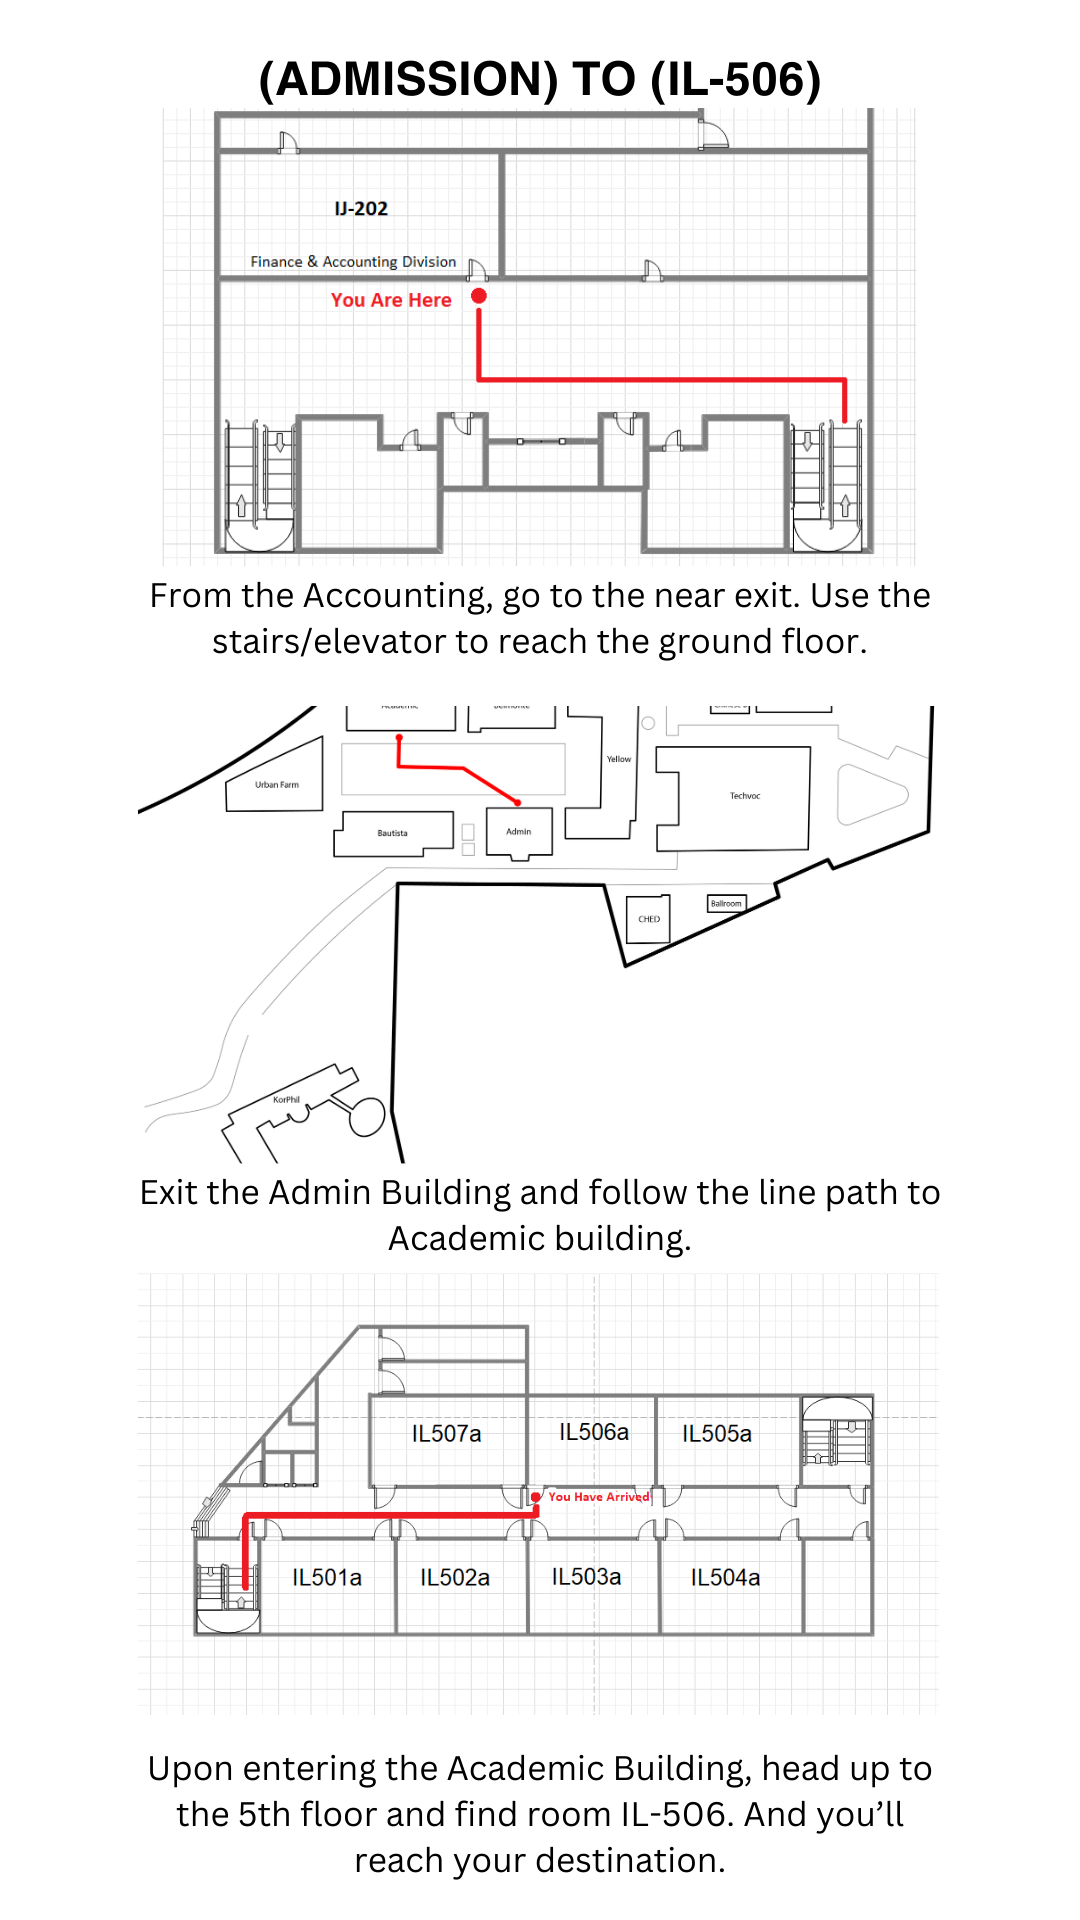 (ADMISSION) TO (IL-506)
IJ-202
Finance & Accounting Division
You Are Here
From the Accounting, go to the near exit. Use the
stairs/elevator to reach the ground floor.
Academic
Belmonte
Yellow
Urban Farm
Techvoc
Bautista
Admin
Ballroom
CHED
KorPhil
Exit the Admin Building and follow the line path to
Academic building.
IL507a
IL506a
IL505a
You Have Arrived
IL501a
IL502a
IL503a
IL504a
Upon entering the Academic Building, head up to
the 5th floor and find room IL-506. And you’ll
reach your destination.